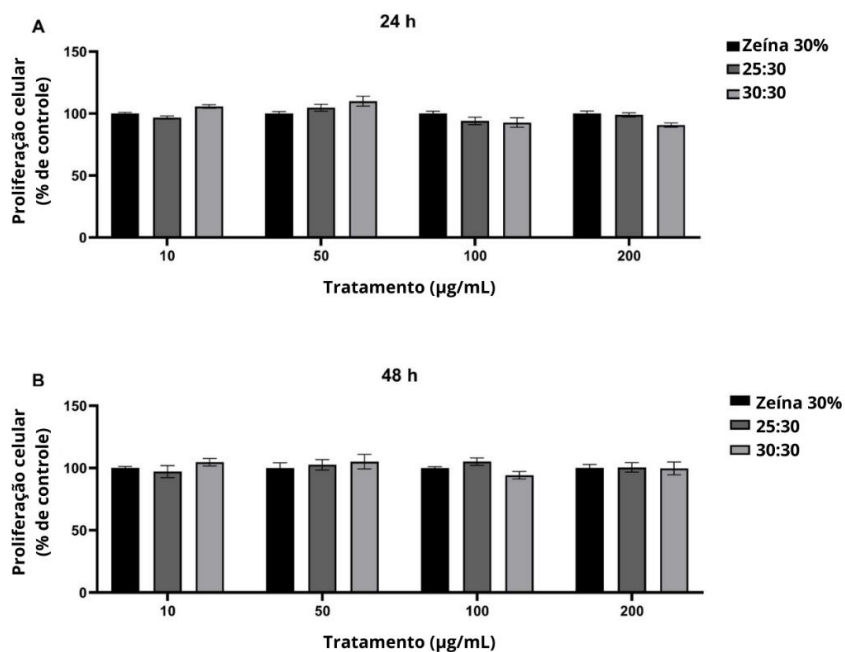 A
24 h
Proliferação celular
(% de controle)
150
100
50
0
10 50 100 200
Tratamento (µg/mL)
Zeína 30%
25:30
30:30
B
48 h
Proliferação celular
(% de controle)
150
100
50
0
10 50 100 200
Tratamento (µg/mL)
Zeína 30%
25:30
30:30